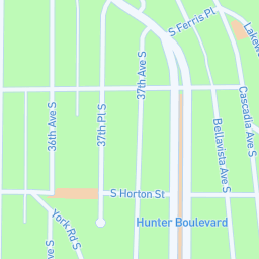 S Ferris Pl
Lakew
37th Ave S
36th Ave S
37th Pl S
Cascadia Ave S
Bellavista Ave S
S Horton St
York Rd S
Hunter Boulevard
ve S